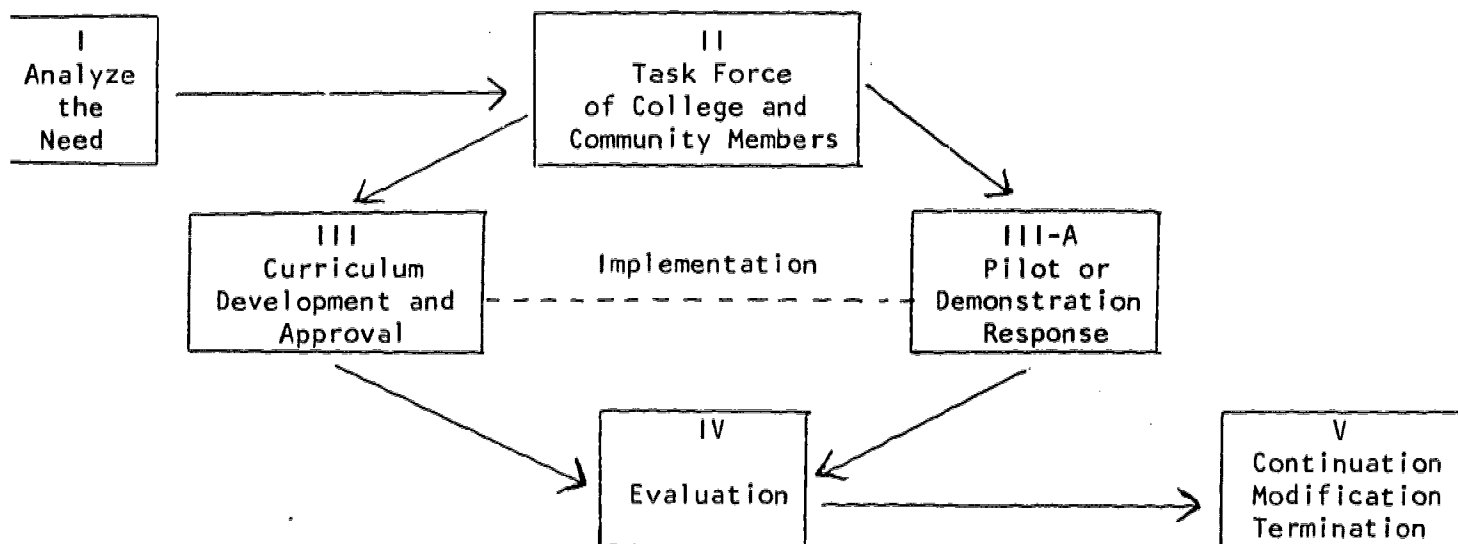 I
Analyze
the
Need
II
Task Force
of College and
Community Members
III
Curriculum
Development and
Approval
Implementation
III-A
Pilot or
Demonstration
Response
IV
Evaluation
V
Continuation
Modification
Termination